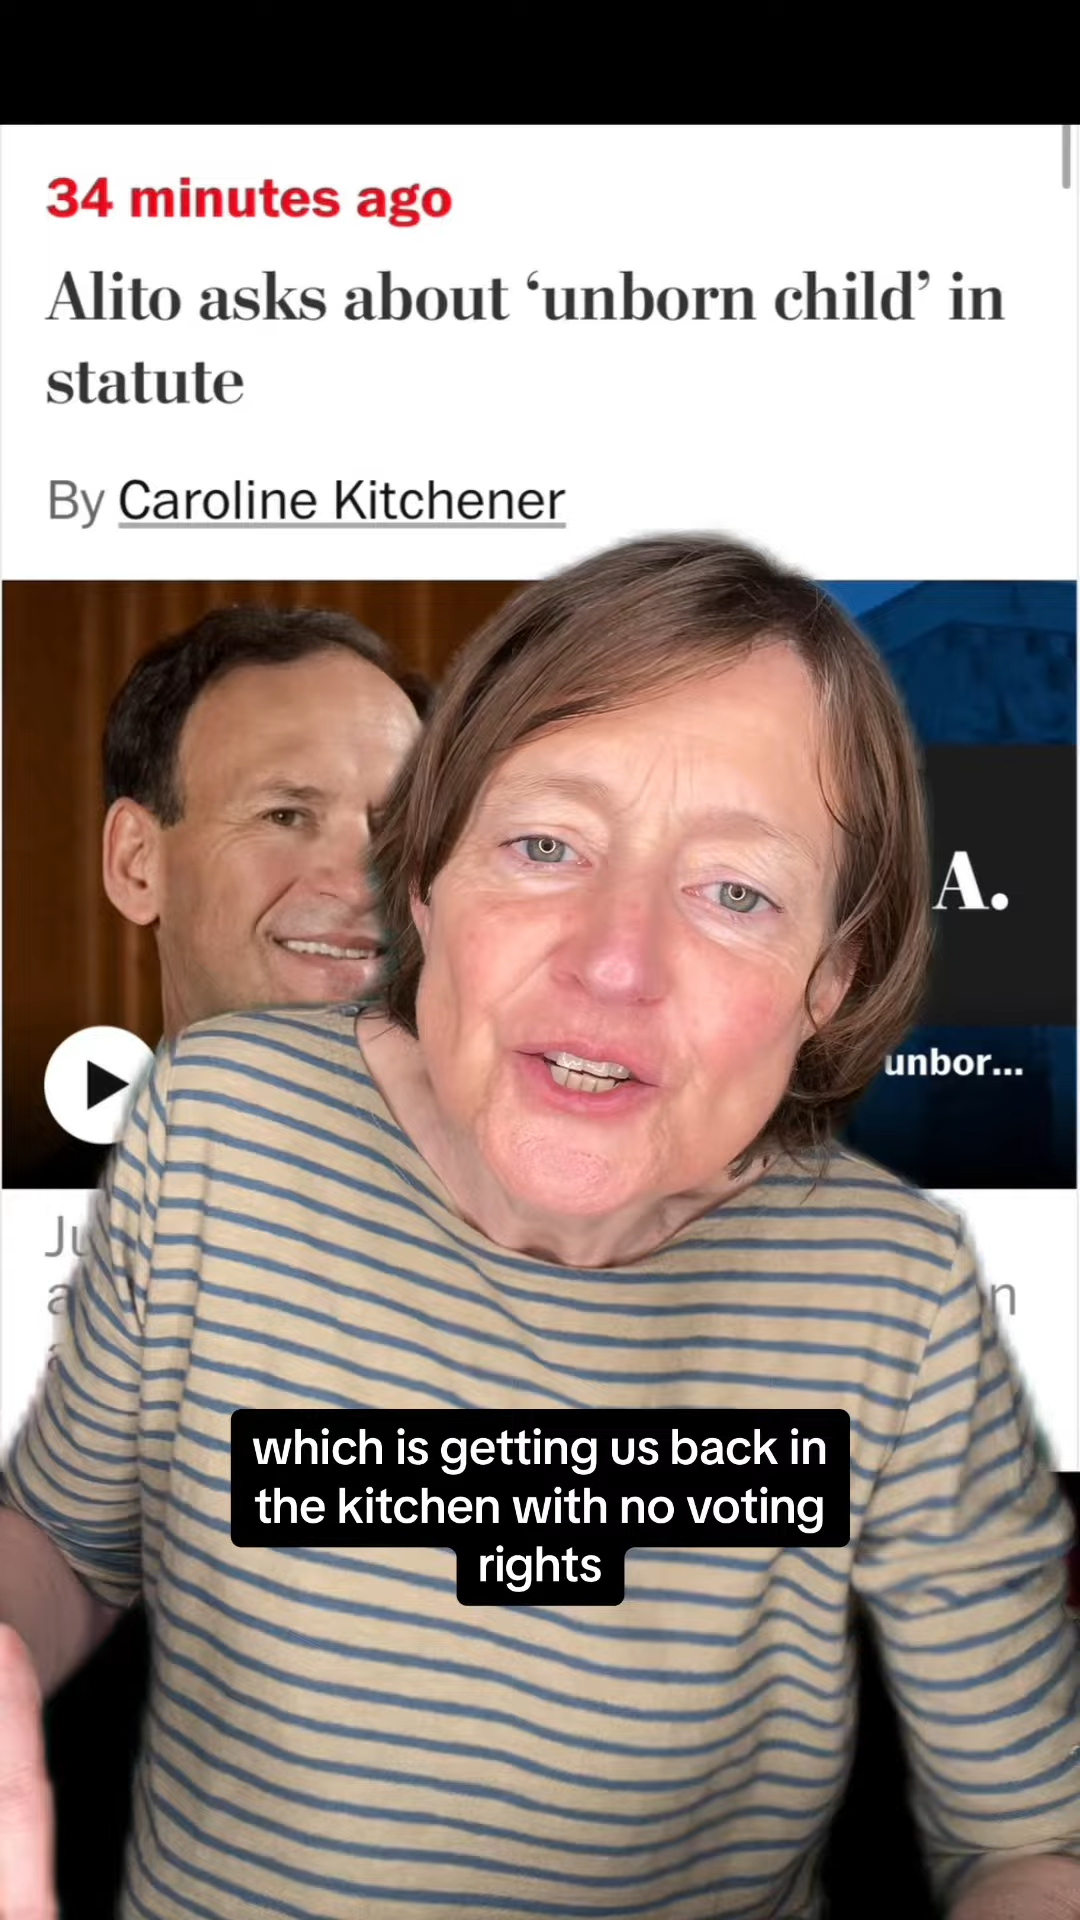 34 minutes ago
Alito asks about ‘unborn child’ in
statute
By Caroline Kitchener
A.
unbor...
which is getting us back in
the kitchen with no voting
rights